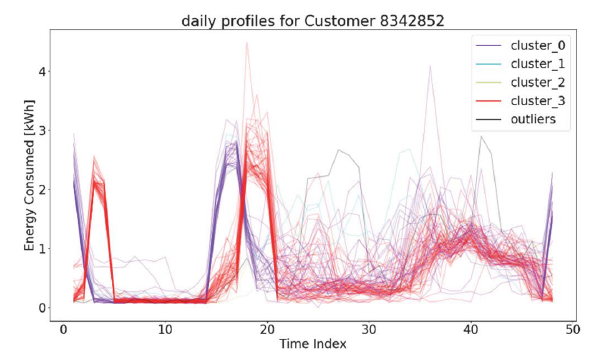 daily profiles for Customer 8342852
Energy Consumed [kWh]
4
3
2
1
0
cluster_0
cluster_1
cluster_2
cluster_3
outliers
0 10 20 30 40 50
Time Index